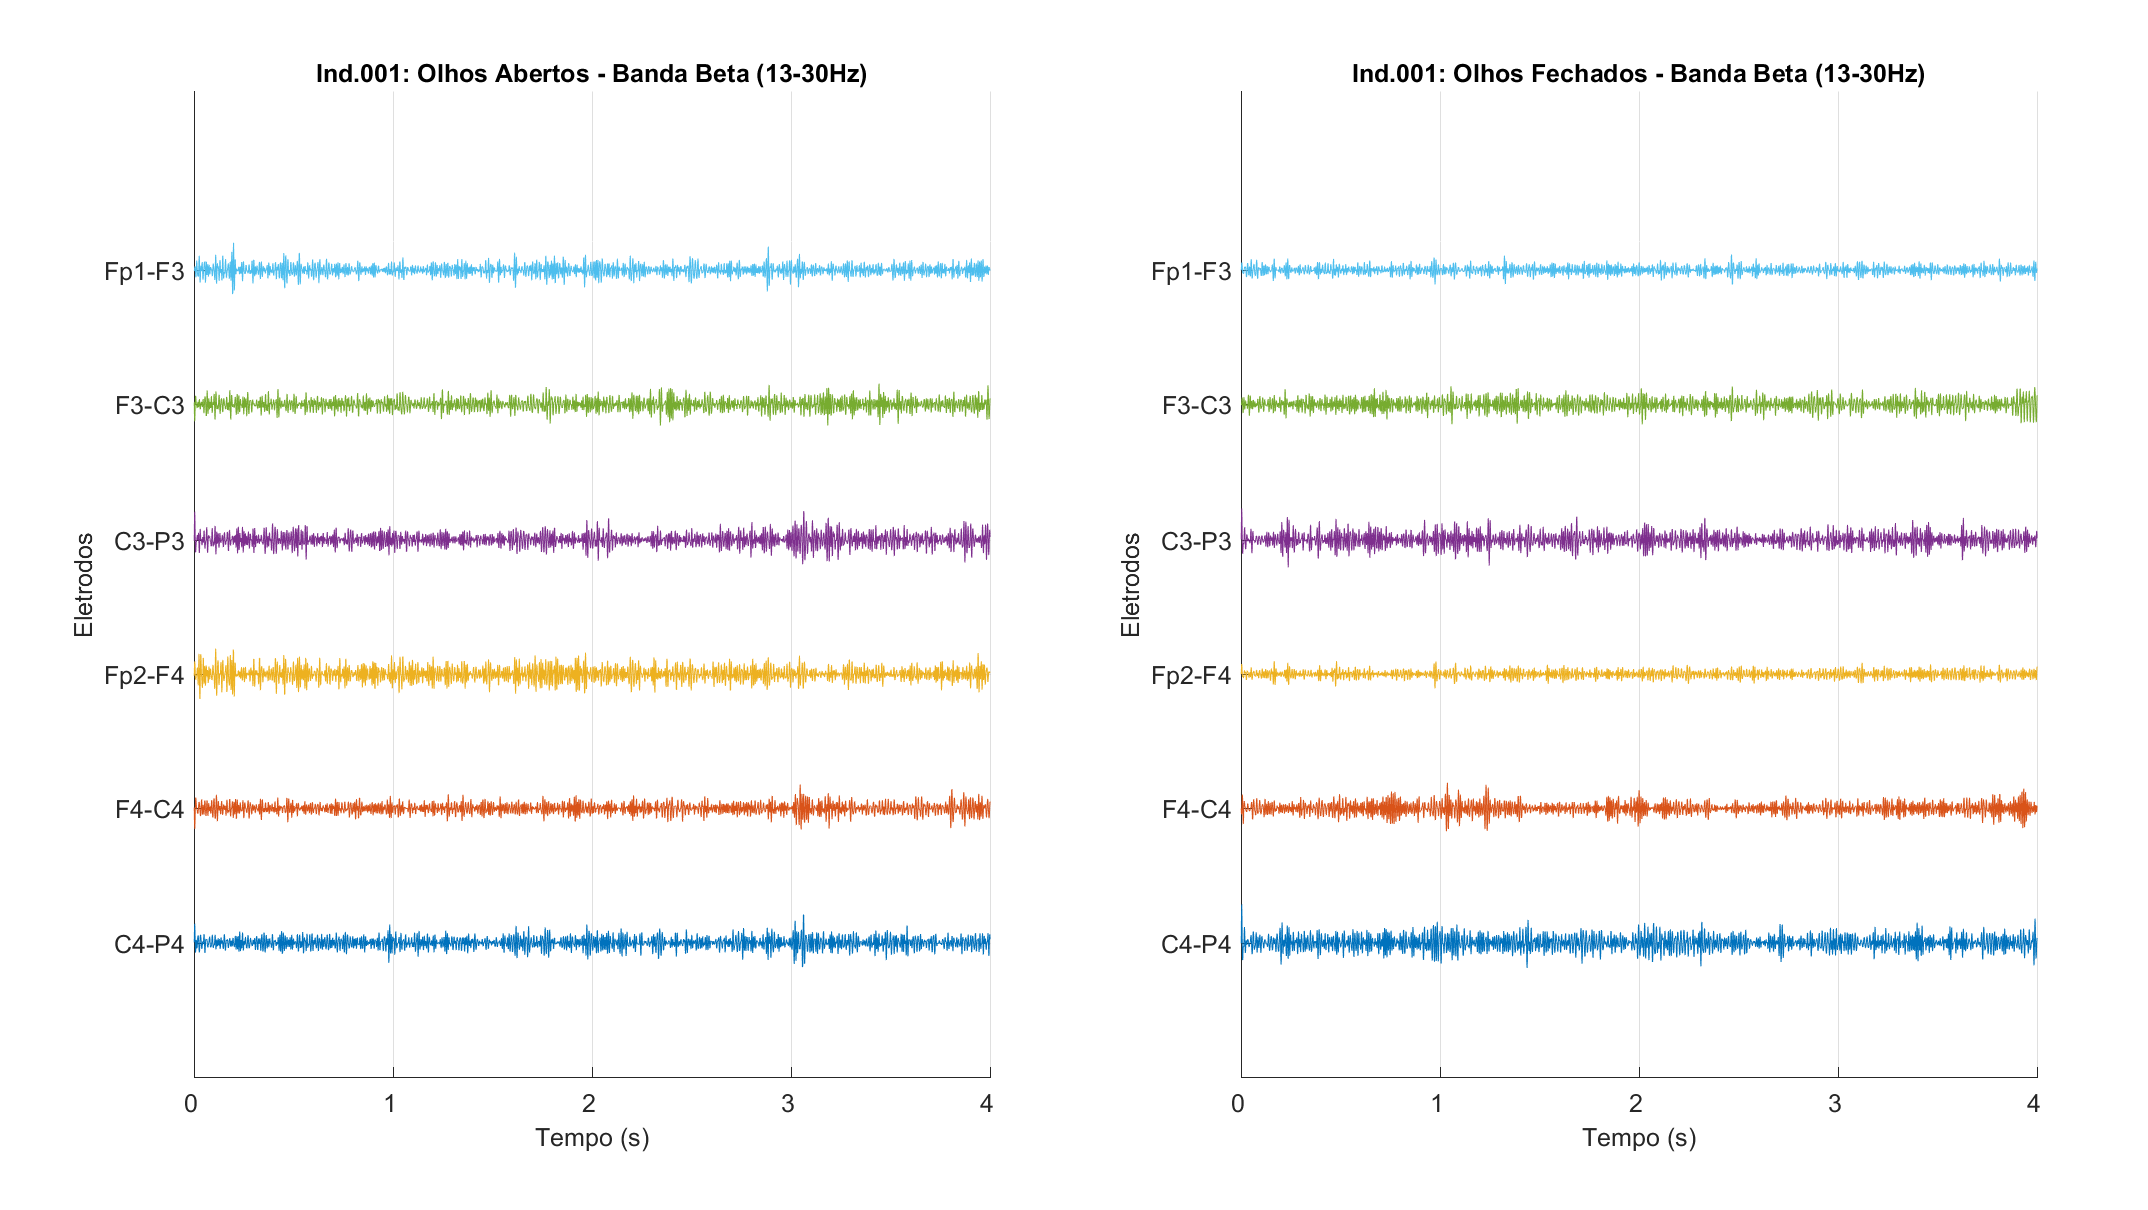 Ind.001: Olhos Abertos - Banda Beta (13-30Hz)
Eletrodos
Fp1-F3
F3-C3
C3-P3
Fp2-F4
F4-C4
C4-P4
0 1 2 3 4
Tempo (s)
Ind.001: Olhos Fechados - Banda Beta (13-30Hz)
Eletrodos
Fp1-F3
F3-C3
C3-P3
Fp2-F4
F4-C4
C4-P4
0 1 2 3 4
Tempo (s)